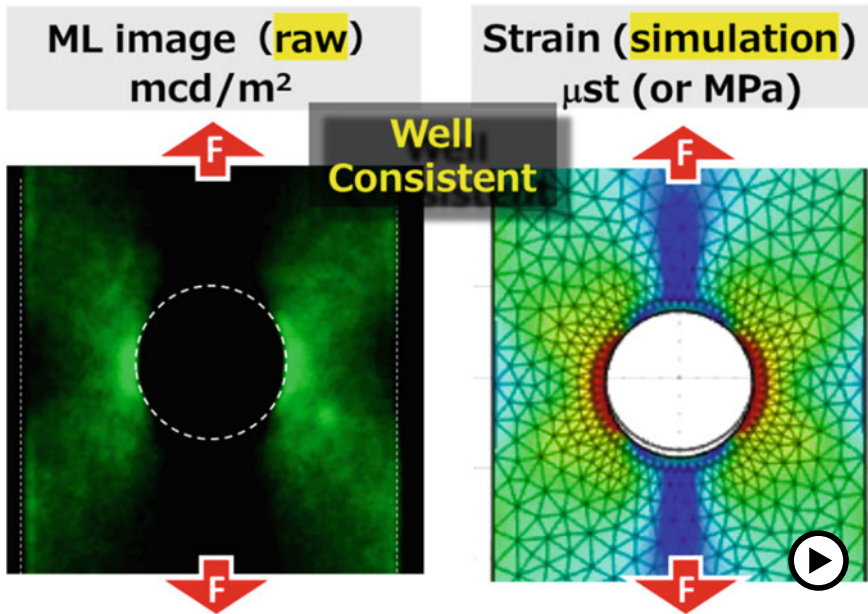 ML image (raw)
mcd/m²
Strain (simulation)
μst (or MPa)
Well
Consistent
F
F
F
F